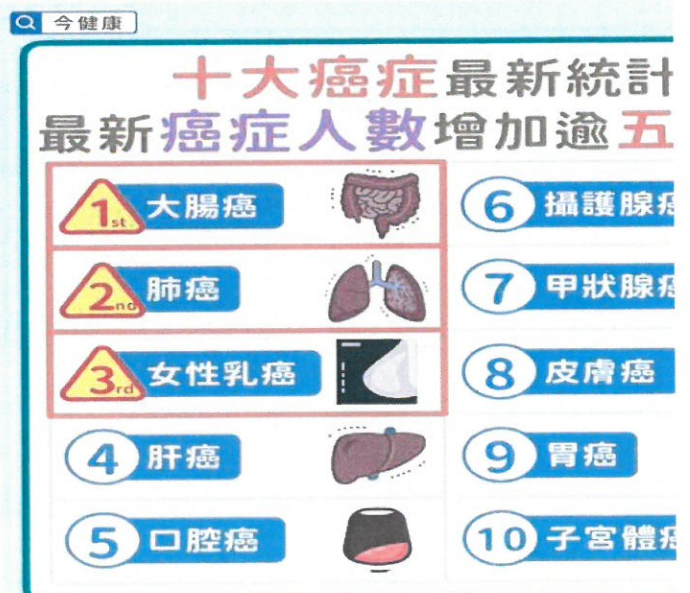 今健康
十大癌症最新統計
最新癌症人數增加逾五
1st 大腸癌
2nd 肺癌
3rd 女性乳癌
4 肝癌
5 口腔癌
6 攝護腺癌
7 甲狀腺癌
8 皮膚癌
9 胃癌
10 子宮體癌